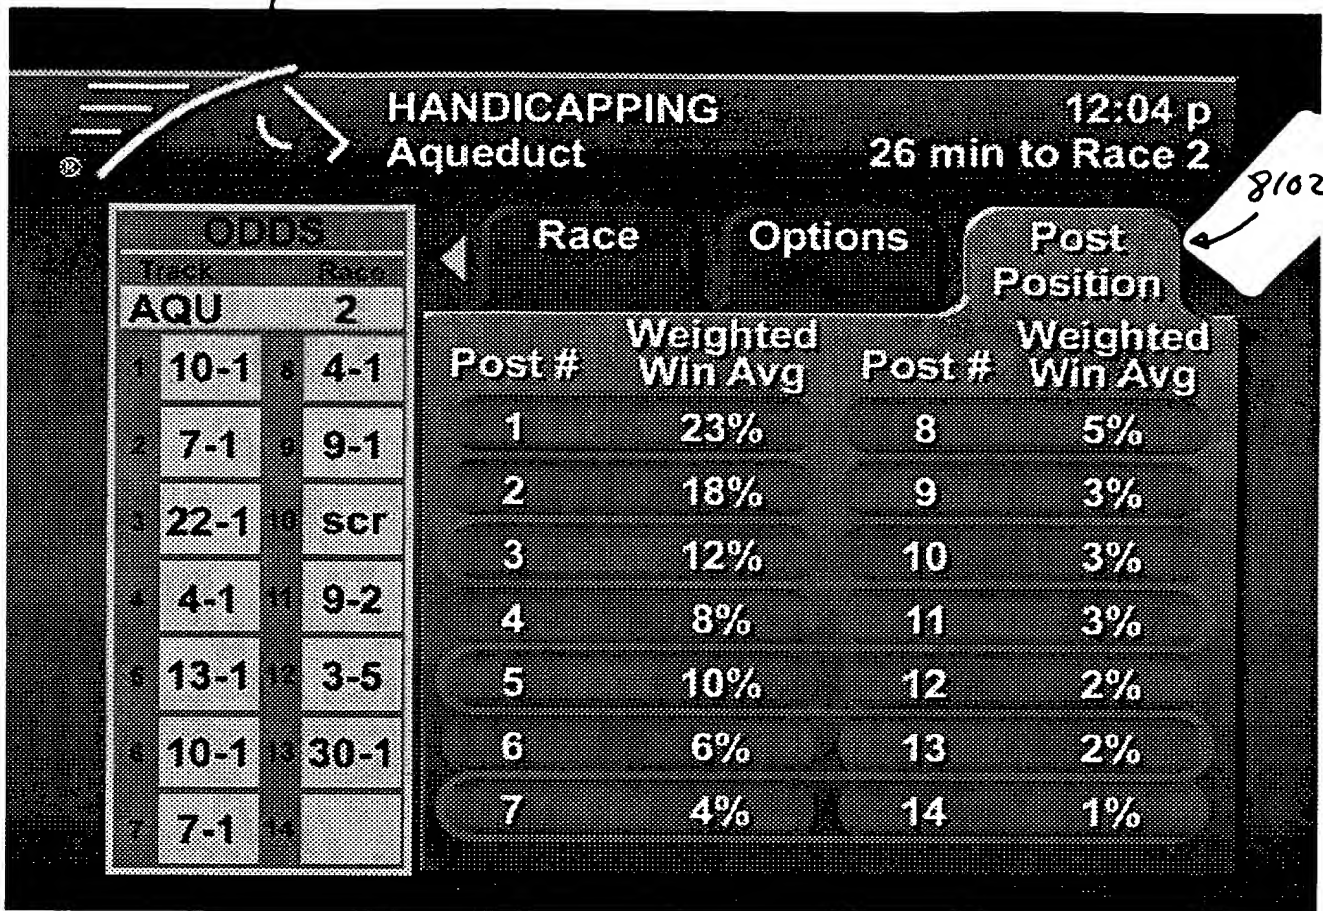 HANDICAPPING
Aqueduct
12:04 p
26 min to Race 2
®
8102
ODDS
Track Race
AQU 2
1 10-1 8 4-1
2 7-1 9 9-1
3 22-1 10 scr
4 4-1 11 9-2
5 13-1 12 3-5
6 10-1 13 30-1
7 7-1 14
Race
Options
Post
Position
Post # Weighted Win Avg Post # Weighted Win Avg
1 23% 8 5%
2 18% 9 3%
3 12% 10 3%
4 8% 11 3%
5 10% 12 2%
6 6% 13 2%
7 4% 14 1%